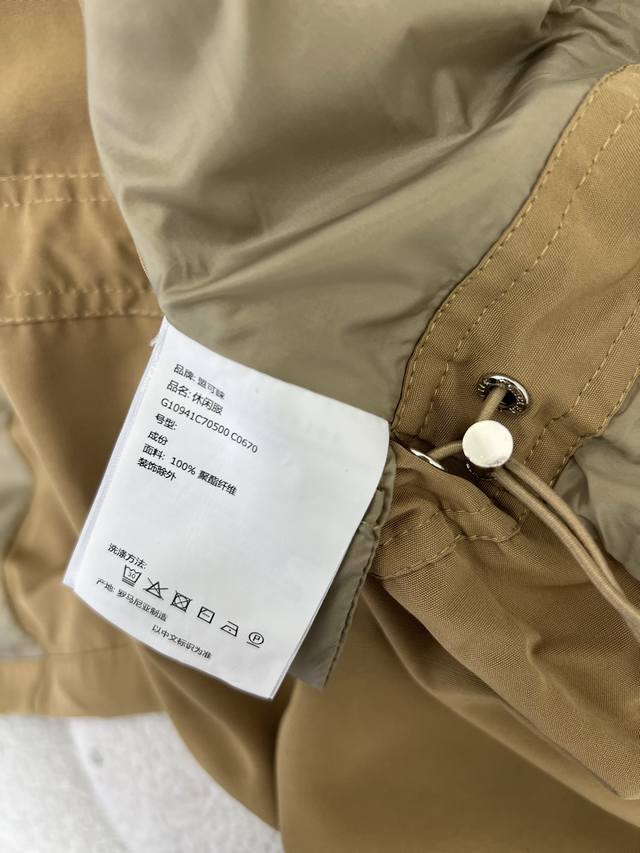 品牌: 盟可睐
品名: 休闲服
G10941C70500 C0670
号型:
成份
面料: 100% 聚酯纤维
装饰除外
洗涤方法:
30
P
产地: 罗马尼亚制造
以中文标识为准